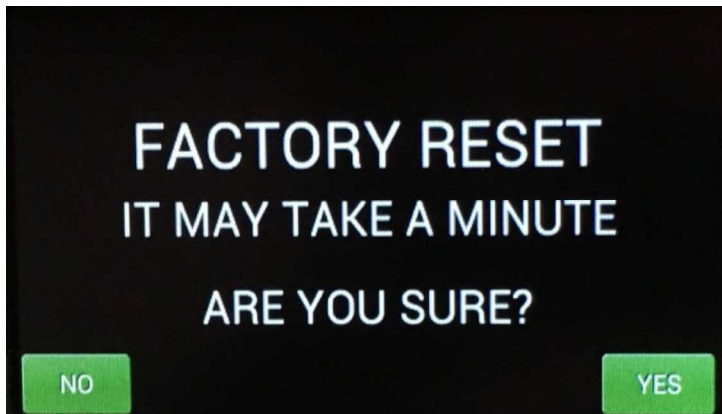 FACTORY RESET
IT MAY TAKE A MINUTE
ARE YOU SURE?
NO
YES